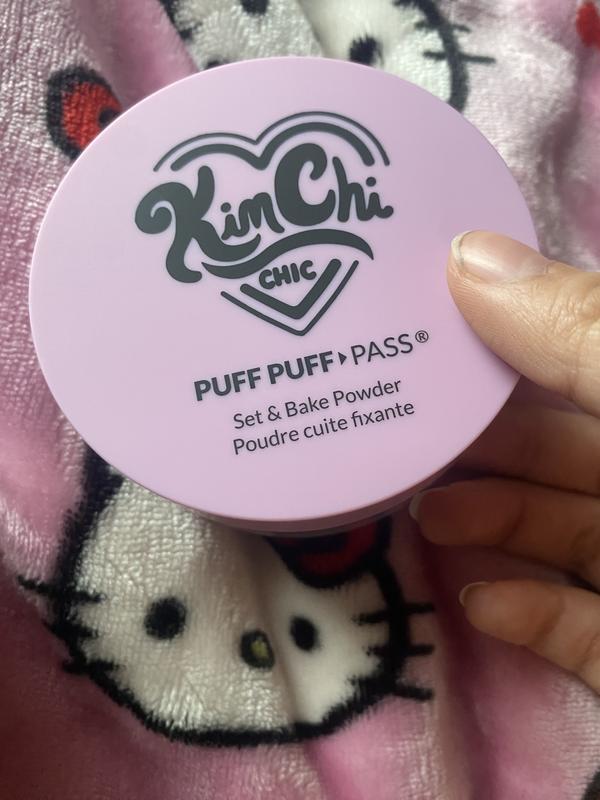 KimChi
CHIC
PUFF PUFF▸PASS®
Set & Bake Powder
Poudre cuite fixante